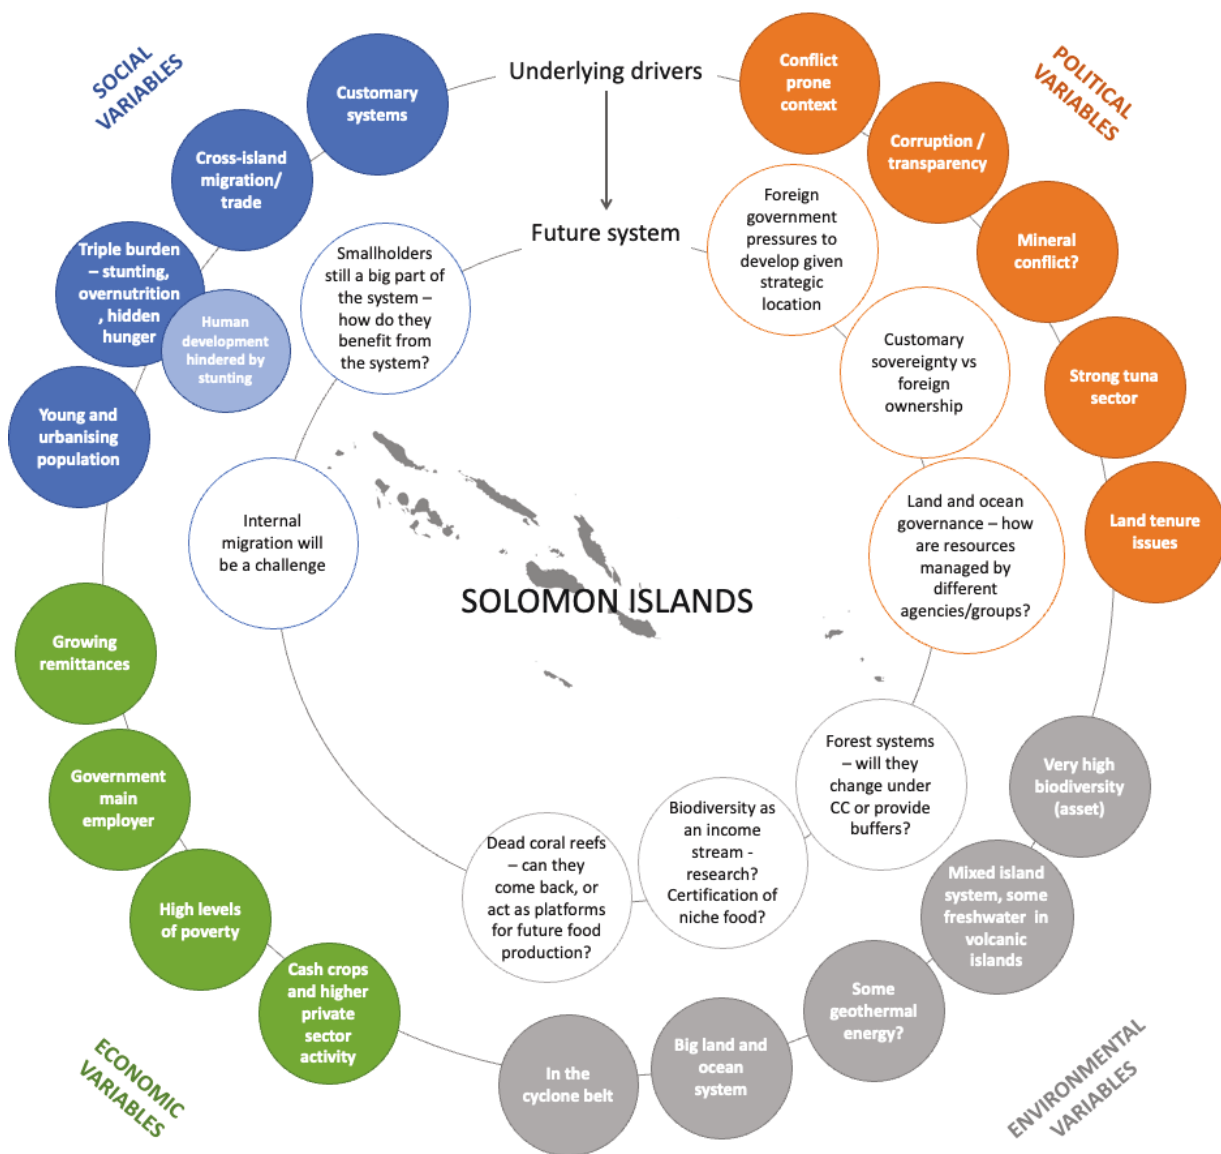 SOCIAL
VARIABLES
Underlying drivers
Future system
POLITICAL
VARIABLES
Customary
systems
Cross-island
migration/
trade
Triple burden
– stunting,
overnutrition
, hidden
hunger
Human
development
hindered by
stunting
Young and
urbanising
population
Smallholders
still a big part of
the system –
how do they
benefit from
the system?
Internal
migration will
be a challenge
Conflict
prone
context
Corruption /
transparency
Mineral
conflict?
Strong tuna
sector
Land tenure
issues
Foreign
government
pressures to
develop given
strategic
location
Customary
sovereignty vs
foreign
ownership
Land and ocean
governance – how
are resources
managed by
different
agencies/groups?
SOLOMON ISLANDS
Growing
remittances
Government
main
employer
High levels
of poverty
Cash crops
and higher
private
sector
activity
ECONOMIC
VARIABLES
Dead coral reefs
– can they
come back, or
act as platforms
for future food
production?
Biodiversity as
an income
stream -
research?
Certification of
niche food?
Forest systems
– will they
change under
CC or provide
buffers?
Very high
biodiversity
(asset)
Mixed island
system, some
freshwater in
volcanic
islands
Some
geothermal
energy?
Big land and
ocean
system
In the
cyclone belt
ENVIRONMENTAL
VARIABLES